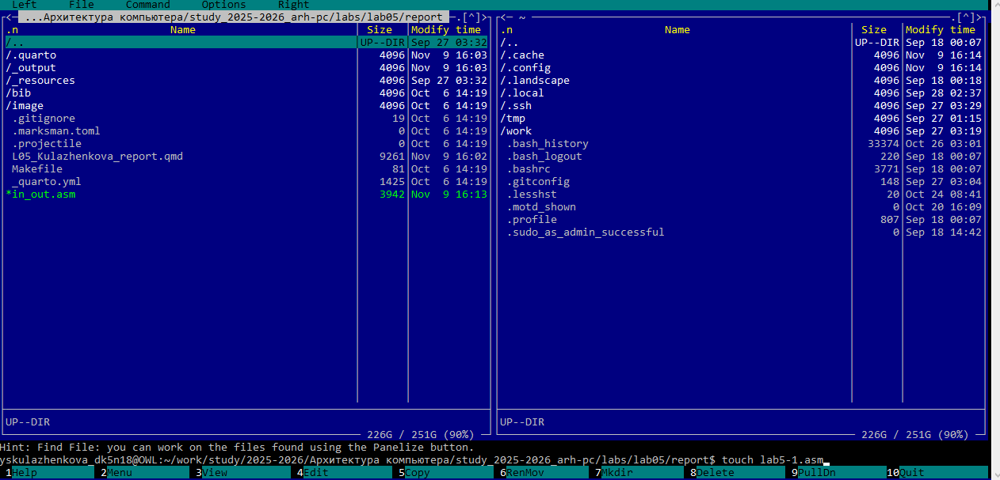 Left File Command Options Right
<─ ...Архитектура компьютера/study_2025-2026_arh-pc/labs/lab05/report ─.[^]> <─ ~ ─.[^]>
.n Name Size Modify time .n Name Size Modify time
/.. UP--DIR Sep 27 03:32 /.. UP--DIR Sep 18 00:07
/.quarto 4096 Nov 9 16:03 /.cache 4096 Nov 9 16:14
/_output 4096 Nov 9 16:03 /.config 4096 Nov 9 16:14
/_resources 4096 Sep 27 03:32 /.landscape 4096 Sep 18 00:18
/bib 4096 Oct 6 14:19 /.local 4096 Sep 28 02:37
/image 4096 Oct 6 14:19 /.ssh 4096 Sep 27 03:29
.gitignore 19 Oct 6 14:19 /tmp 4096 Sep 27 01:15
.marksman.toml 0 Oct 6 14:19 /work 4096 Sep 27 03:19
.projectile 0 Oct 6 14:19 .bash_history 33374 Oct 26 03:01
L05_Kulazhenkova_report.qmd 9261 Nov 9 16:02 .bash_logout 220 Sep 18 00:07
Makefile 81 Oct 6 14:19 .bashrc 3771 Sep 18 00:07
_quarto.yml 1425 Oct 6 14:19 .gitconfig 148 Sep 27 03:04
*in_out.asm 3942 Nov 9 16:13 .lesshst 20 Oct 24 08:41
.motd_shown 0 Oct 20 16:09
.profile 807 Sep 18 00:07
.sudo_as_admin_successful 0 Sep 18 14:42
UP--DIR UP--DIR
226G / 251G (90%) 226G / 251G (90%)
Hint: Find File: you can work on the files found using the Panelize button.
yskulazhenkova_dk5n18@OWL:~/work/study/2025-2026/Архитектура компьютера/study_2025-2026_arh-pc/labs/lab05/report$ touch lab5-1.asm
1Help 2Menu 3View 4Edit 5Copy 6RenMov 7Mkdir 8Delete 9PullDn 10Quit